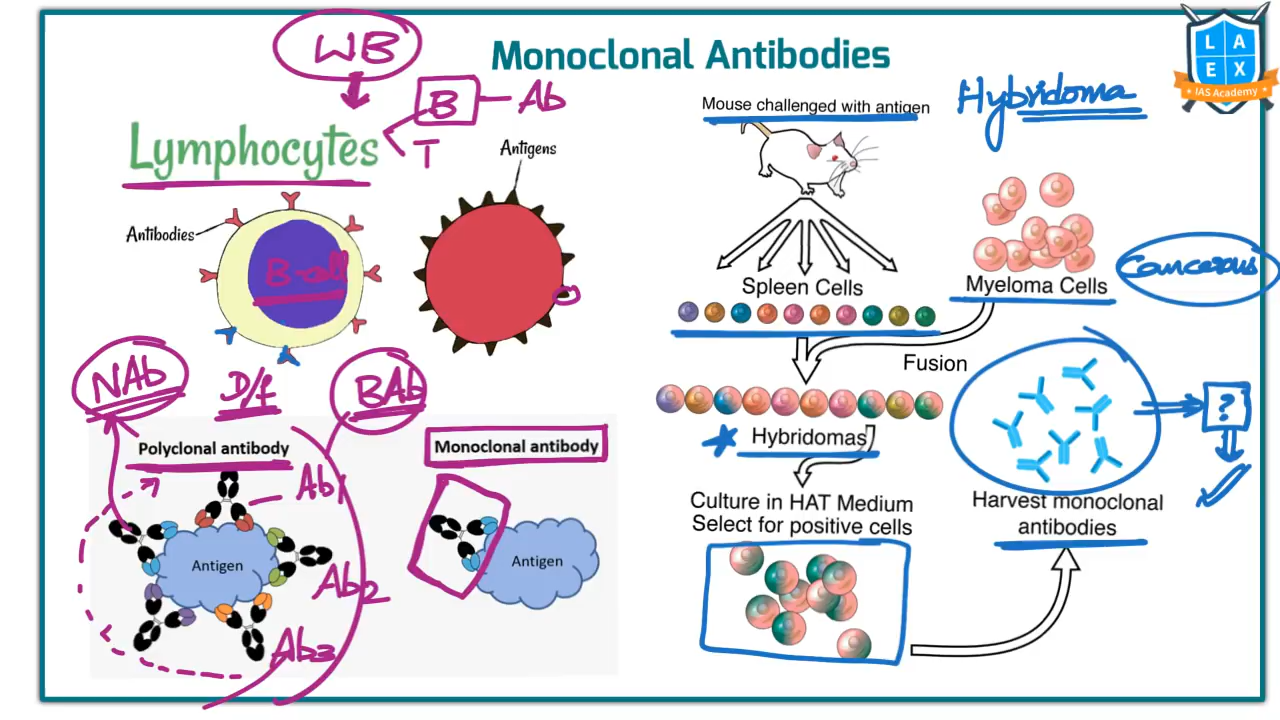 WB
Monoclonal Antibodies
LAEX
IAS Academy
B - Ab
T
Lymphocytes
Antibodies
B-cell
Antigens
NAb
D/f
BAb
Polyclonal antibody
Monoclonal antibody
Ab1
Ab2
Ab3
Antigen
Antigen
Mouse challenged with antigen
Hybridoma
Spleen Cells
Myeloma Cells
Cancerous
Fusion
Hybridomas
Culture in HAT Medium
Select for positive cells
?
Harvest monoclonal
antibodies